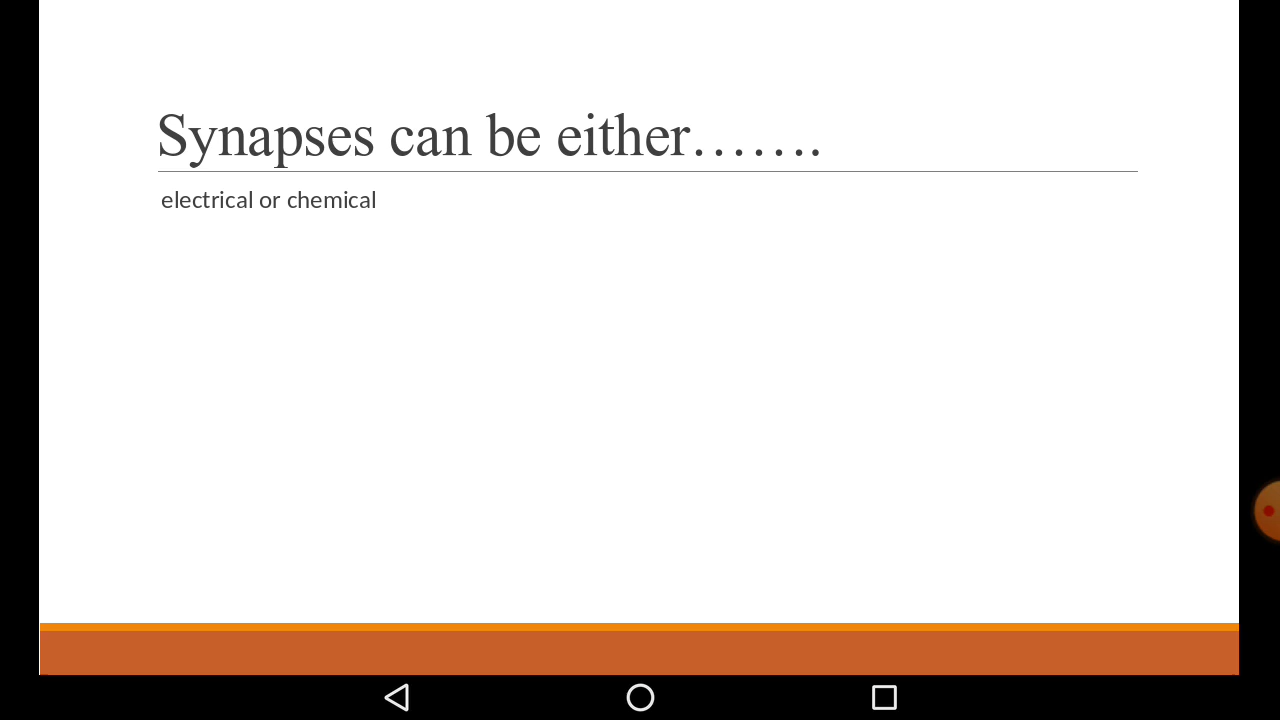 Synapses can be either…….
electrical or chemical